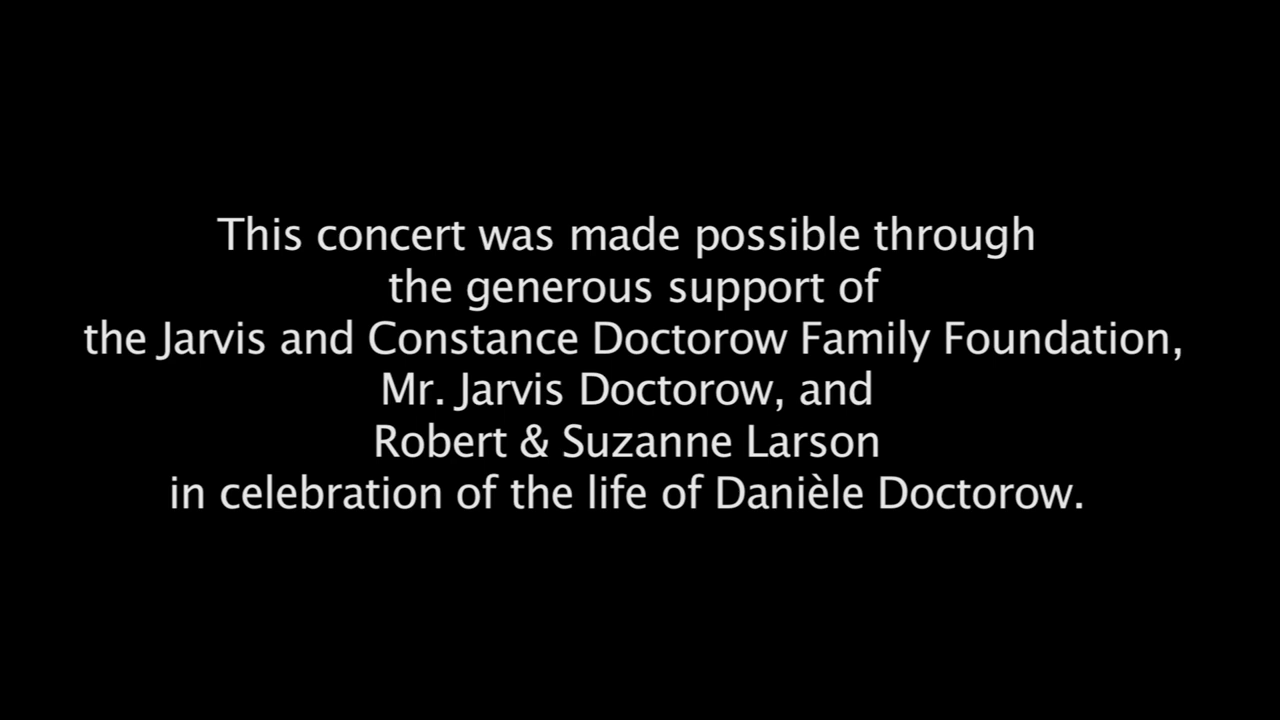 This concert was made possible through
the generous support of
the Jarvis and Constance Doctorow Family Foundation,
Mr. Jarvis Doctorow, and
Robert & Suzanne Larson
in celebration of the life of Danièle Doctorow.